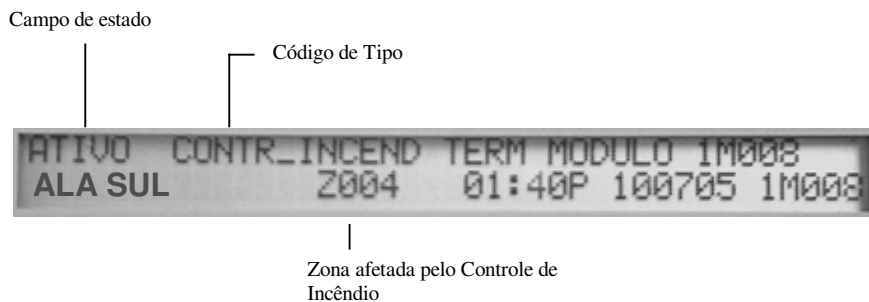 Campo de estado
Código de Tipo
ATIVO CONTR_INCEND TERM MODULO 1M008
ALA SUL Z004 01:40P 100705 1M008
Zona afetada pelo Controle de
Incêndio